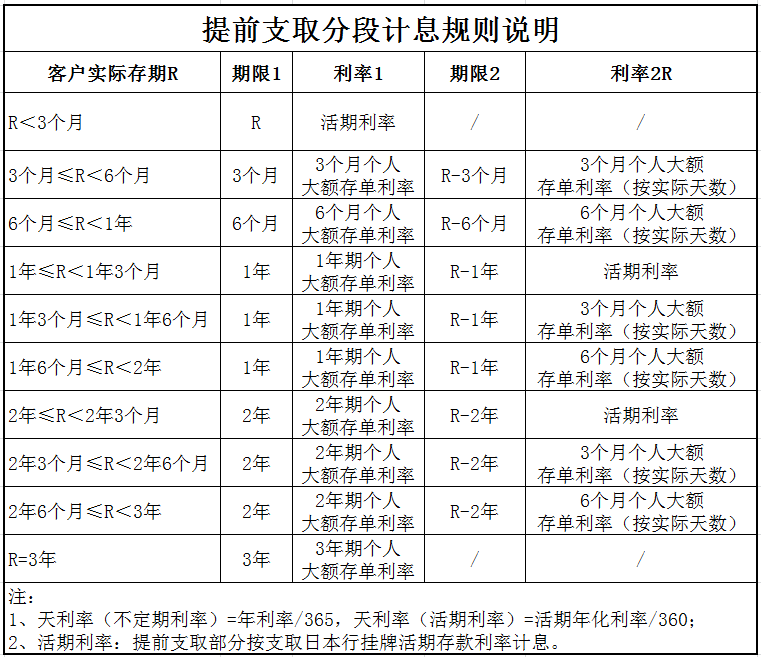 提前支取分段计息规则说明
客户实际存期R 期限1 利率1 期限2 利率2R
R＜3个月 R 活期利率 / /
3个月≤R＜6个月 3个月 3个月个人 R-3个月 3个月个人大额
大额存单利率 存单利率（按实际天数）
6个月≤R＜1年 6个月 6个月个人 R-6个月 6个月个人大额
大额存单利率 存单利率（按实际天数）
1年≤R＜1年3个月 1年 1年期个人 R-1年 活期利率
大额存单利率
1年3个月≤R＜1年6个月 1年 1年期个人 R-1年 3个月个人大额
大额存单利率 存单利率（按实际天数）
1年6个月≤R＜2年 1年 1年期个人 R-1年 6个月个人大额
大额存单利率 存单利率（按实际天数）
2年≤R＜2年3个月 2年 2年期个人 R-2年 活期利率
大额存单利率
2年3个月≤R＜2年6个月 2年 2年期个人 R-2年 3个月个人大额
大额存单利率 存单利率（按实际天数）
2年6个月≤R＜3年 2年 2年期个人 R-2年 6个月个人大额
大额存单利率 存单利率（按实际天数）
R=3年 3年 3年期个人 / /
大额存单利率
注：
1、天利率（不定期利率）=年利率/365，天利率（活期利率）=活期年化利率/360；
2、活期利率：提前支取部分按支取日本行挂牌活期存款利率计息。